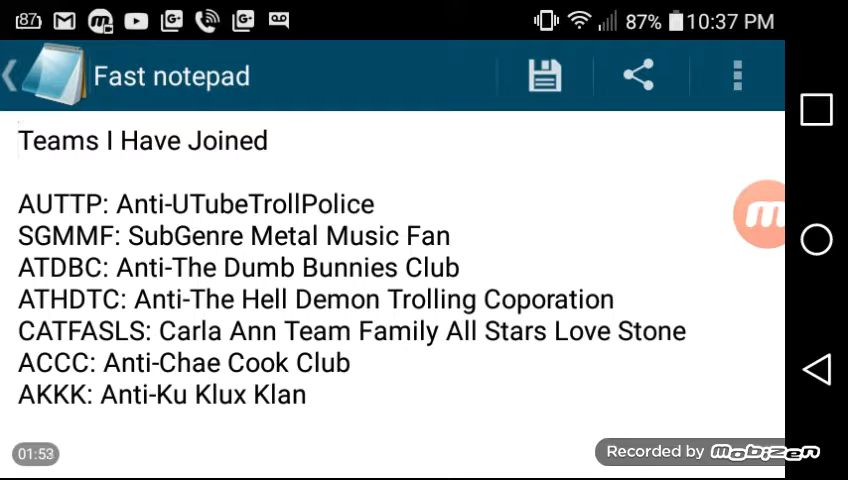 87 87% 10:37 PM
Fast notepad
Teams I Have Joined
AUTTP: Anti-UTubeTrollPolice
SGMMF: SubGenre Metal Music Fan
ATDBC: Anti-The Dumb Bunnies Club
ATHDTC: Anti-The Hell Demon Trolling Coporation
CATFASLS: Carla Ann Team Family All Stars Love Stone
ACCC: Anti-Chae Cook Club
AKKK: Anti-Ku Klux Klan
01:53 Recorded by Mobizen